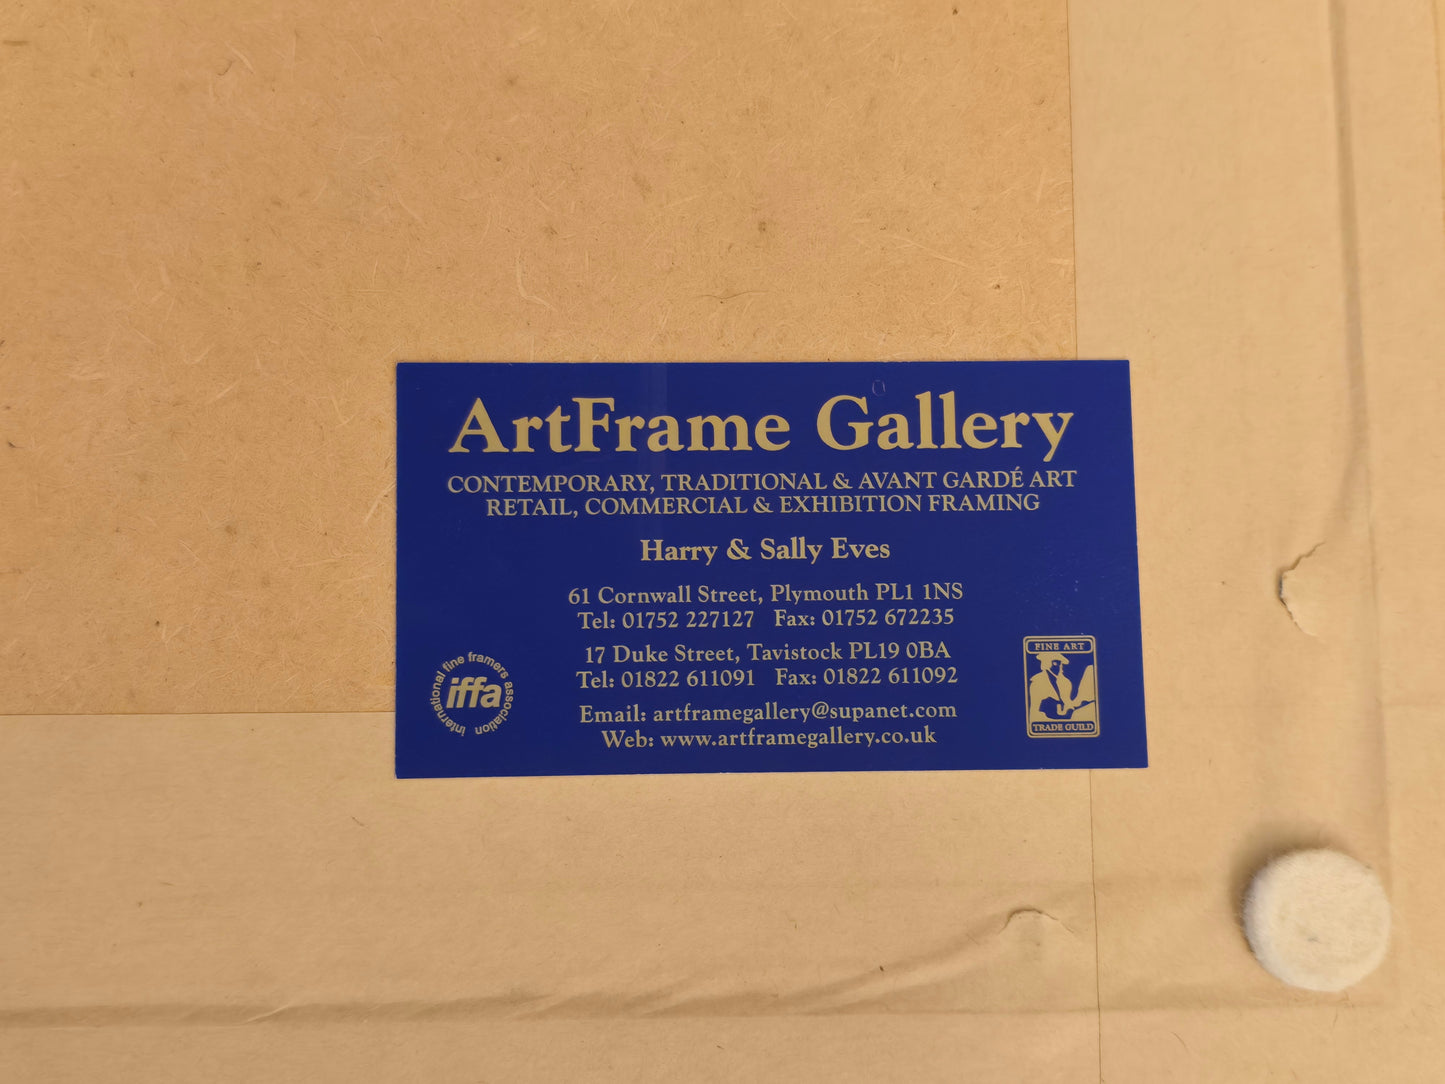 ArtFrame Gallery
CONTEMPORARY, TRADITIONAL & AVANT GARDÉ ART
RETAIL, COMMERCIAL & EXHIBITION FRAMING
Harry & Sally Eves
61 Cornwall Street, Plymouth PL1 1NS
Tel: 01752 227127 Fax: 01752 672235
17 Duke Street, Tavistock PL19 0BA
Tel: 01822 611091 Fax: 01822 611092
Email: artframegallery@supanet.com
Web: www.artframegallery.co.uk
international fine framers association
iffa
FINE ART
TRADE GUILD